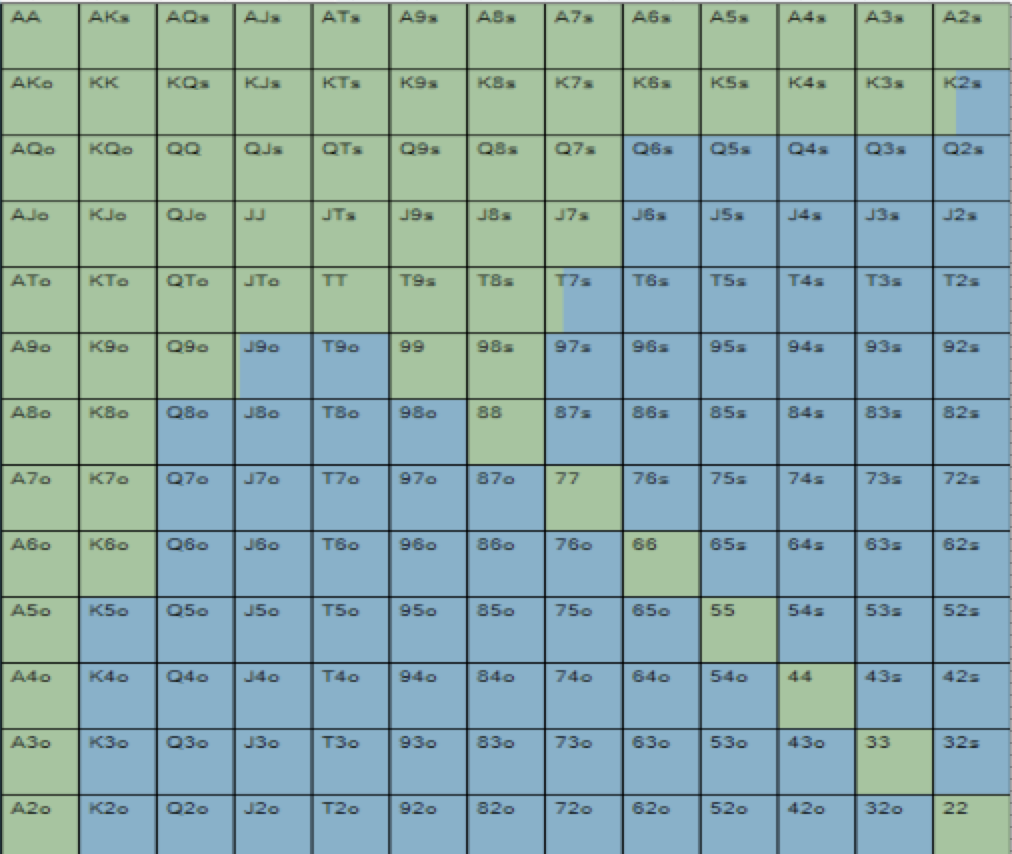 AA AKs AQs AJs ATs A9s A8s A7s A6s A5s A4s A3s A2s
AKo KK KQs KJs KTs K9s K8s K7s K6s K5s K4s K3s K2s
AQo KQo QQ QJs QTs Q9s Q8s Q7s Q6s Q5s Q4s Q3s Q2s
AJo KJo QJo JJ JTs J9s J8s J7s J6s J5s J4s J3s J2s
ATo KTo QTo JTo TT T9s T8s T7s T6s T5s T4s T3s T2s
A9o K9o Q9o J9o T9o 99 98s 97s 96s 95s 94s 93s 92s
A8o K8o Q8o J8o T8o 98o 88 87s 86s 85s 84s 83s 82s
A7o K7o Q7o J7o T7o 97o 87o 77 76s 75s 74s 73s 72s
A6o K6o Q6o J6o T6o 96o 86o 76o 66 65s 64s 63s 62s
A5o K5o Q5o J5o T5o 95o 85o 75o 65o 55 54s 53s 52s
A4o K4o Q4o J4o T4o 94o 84o 74o 64o 54o 44 43s 42s
A3o K3o Q3o J3o T3o 93o 83o 73o 63o 53o 43o 33 32s
A2o K2o Q2o J2o T2o 92o 82o 72o 62o 52o 42o 32o 22